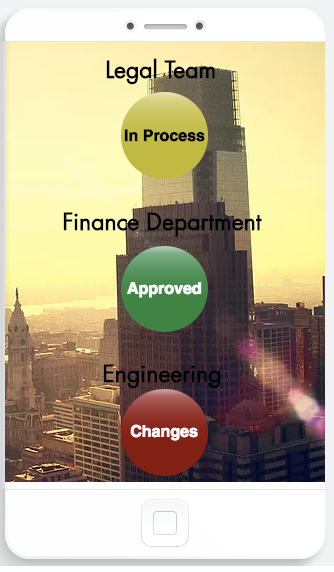 Legal Team
In Process
Finance Department
Approved
Engineering
Changes